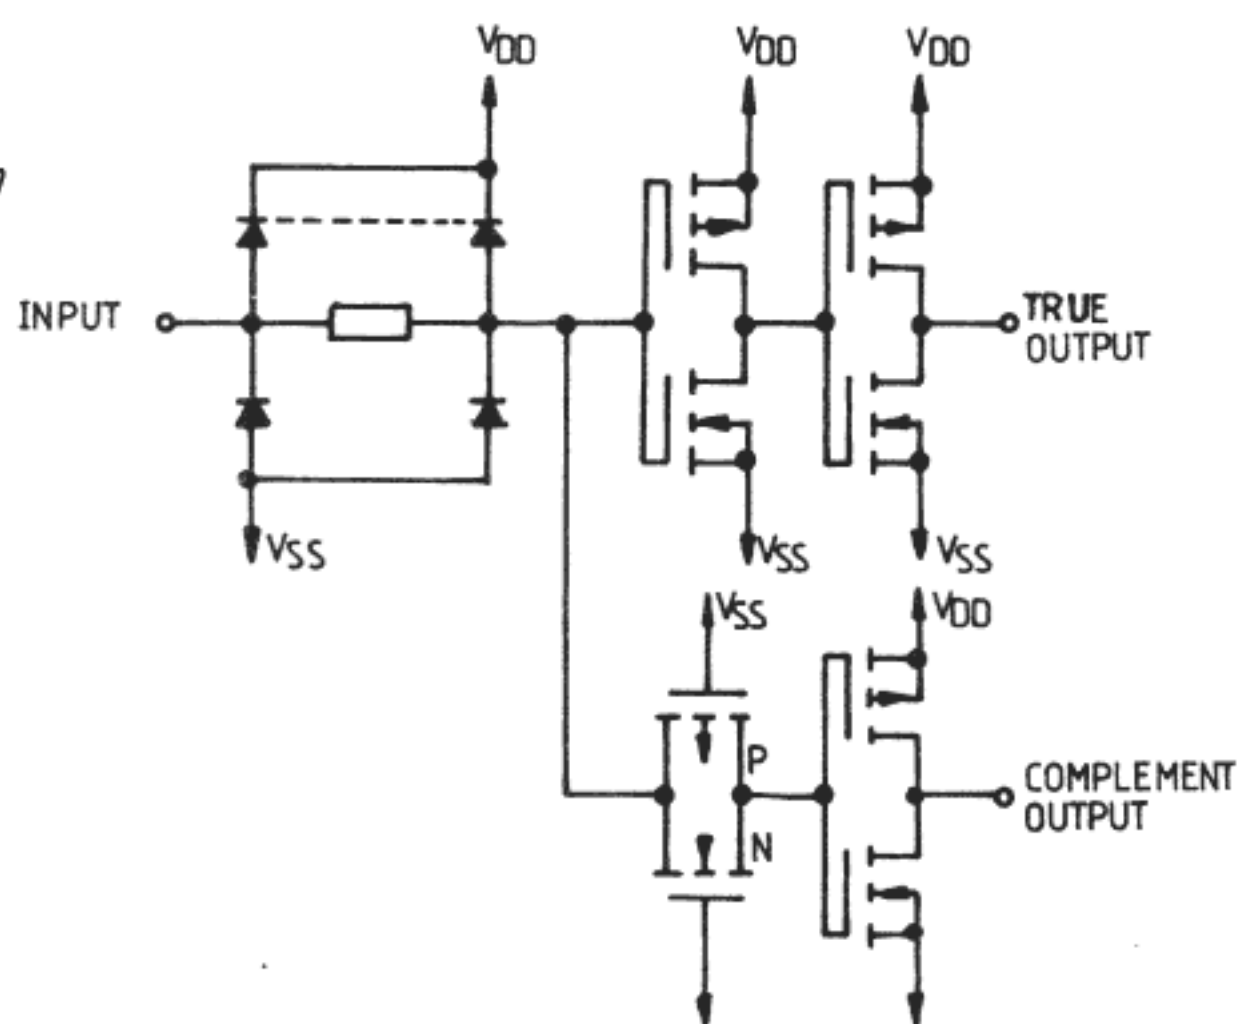 VDD
VDD
VDD
INPUT
TRUE
OUTPUT
VSS
VSS
VSS
VSS
VDD
P
N
COMPLEMENT
OUTPUT